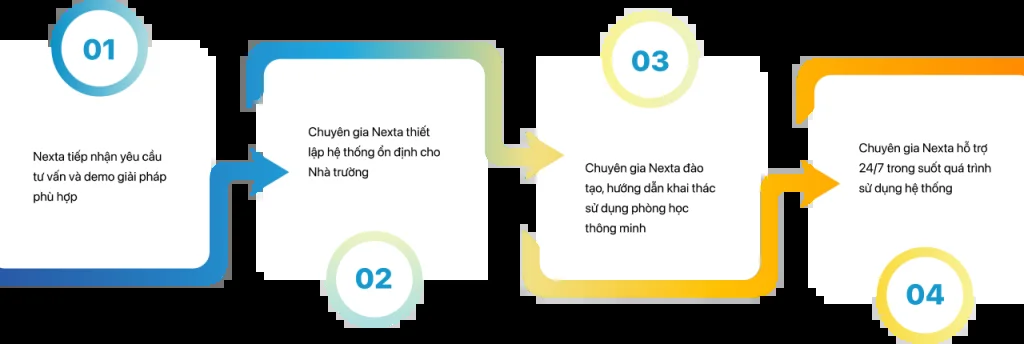 01
Nexta tiếp nhận yêu cầu
tư vấn và demo giải pháp
phù hợp
Chuyên gia Nexta thiết
lập hệ thống ổn định cho
Nhà trường
02
03
Chuyên gia Nexta đào
tạo, hướng dẫn khai thác
sử dụng phòng học
thông minh
Chuyên gia Nexta hỗ trợ
24/7 trong suốt quá trình
sử dụng hệ thống
04